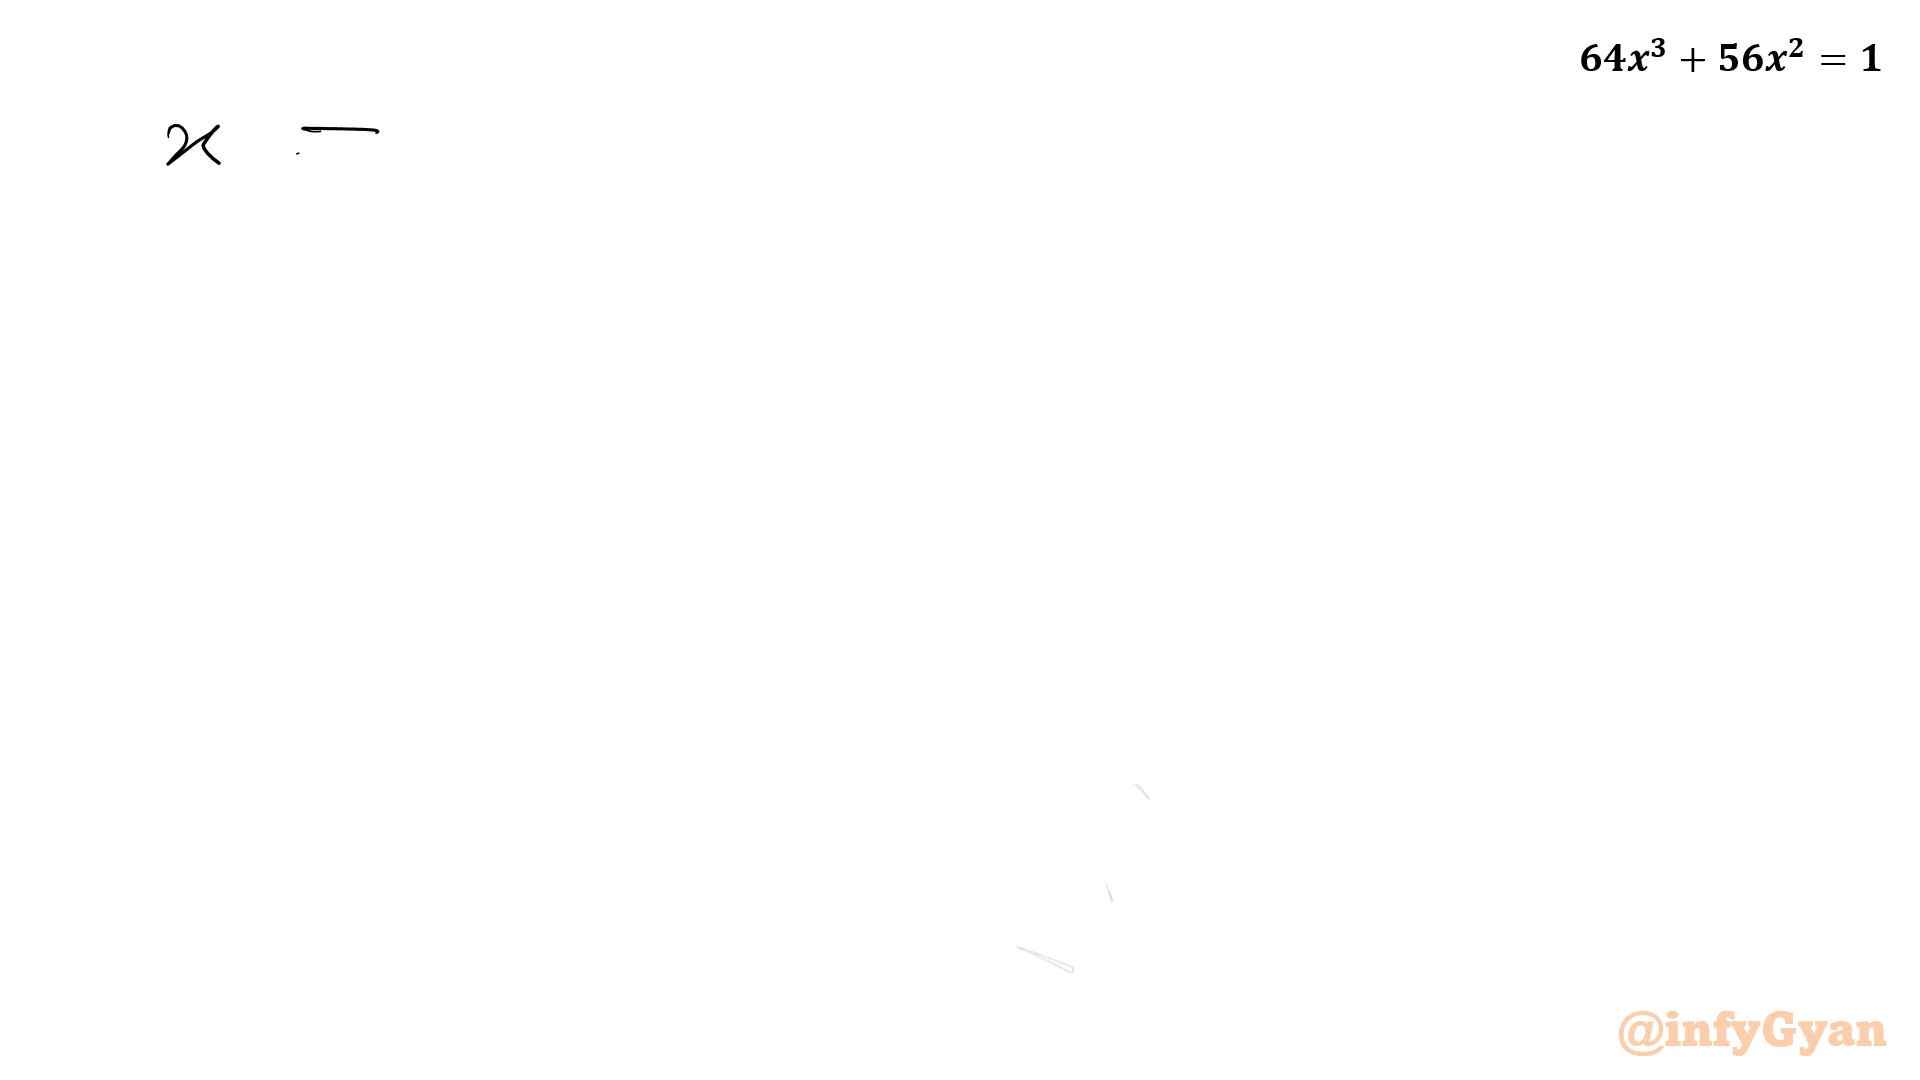 64x³ + 56x² = 1
x =
@infyGyan